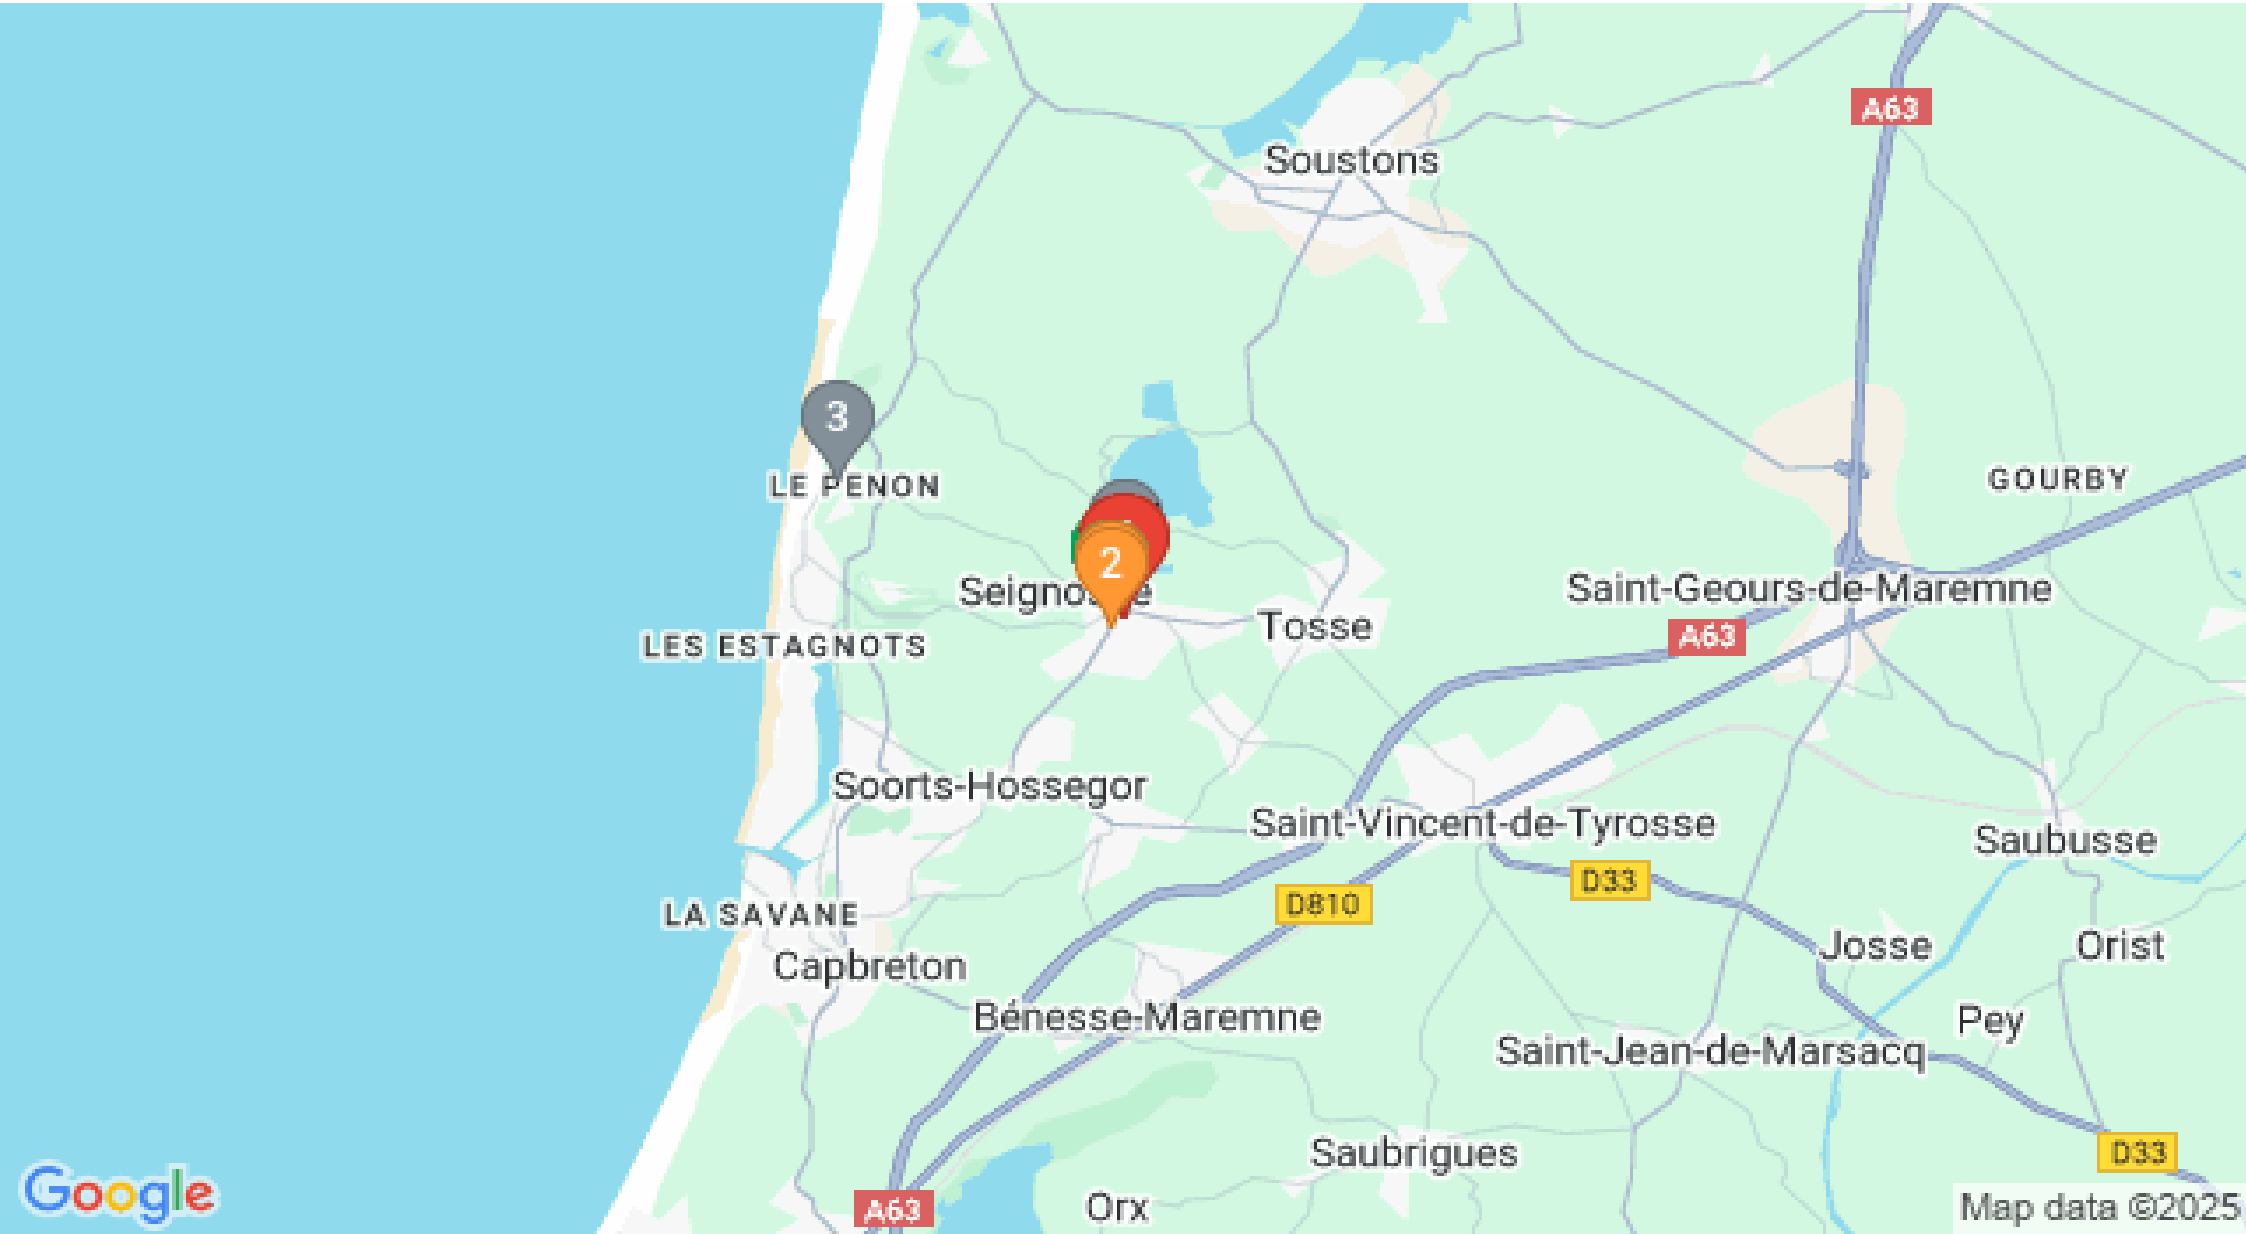 A63
Soustons
3
LE PENON
GOURBY
2
Seignosse
Saint-Geours-de-Maremne
Tosse
A63
LES ESTAGNOTS
Soorts-Hossegor
Saint-Vincent-de-Tyrosse
Saubusse
D33
D810
LA SAVANE
Josse
Orist
Capbreton
Bénesse-Maremne
Pey
Saint-Jean-de-Marsacq
Saubrigues
D33
Google
A63
Orx
Map data ©2025